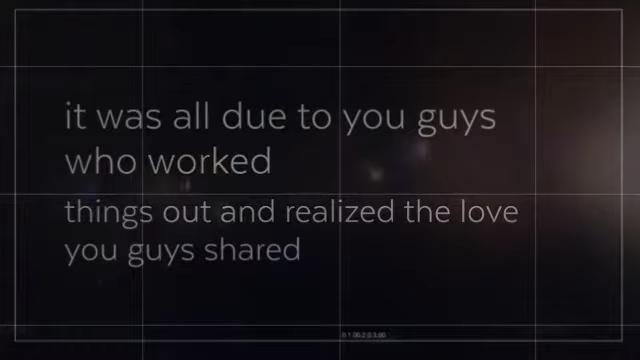 it was all due to you guys
who worked
things out and realized the love
you guys shared